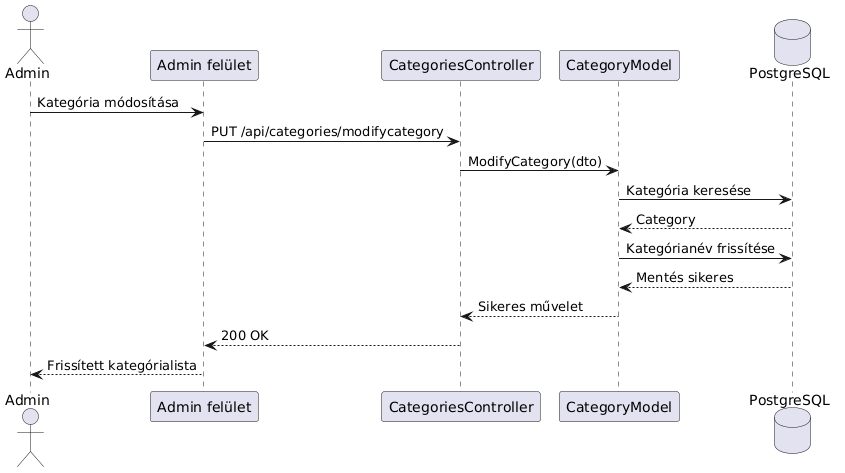 Admin
Admin felület
CategoriesController
CategoryModel
PostgreSQL
Kategória módosítása
PUT /api/categories/modifycategory
ModifyCategory(dto)
Kategória keresése
Category
Kategórianév frissítése
Mentés sikeres
Sikeres művelet
200 OK
Frissített kategórialista
Admin
Admin felület
CategoriesController
CategoryModel
PostgreSQL